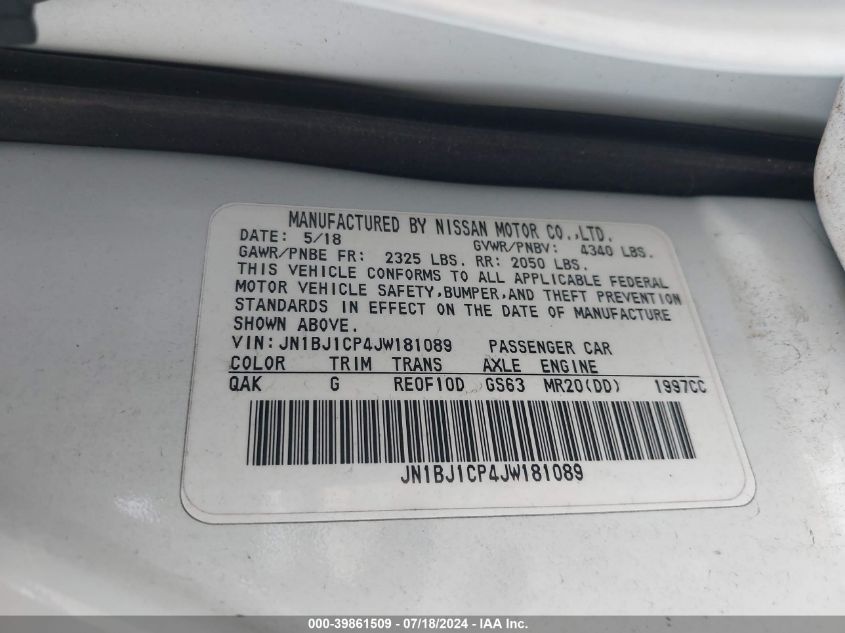 MANUFACTURED BY NISSAN MOTOR CO.,LTD.
DATE: 5/18 GVWR/PNBV: 4340 LBS.
GAWR/PNBE FR: 2325 LBS. RR: 2050 LBS.
THIS VEHICLE CONFORMS TO ALL APPLICABLE FEDERAL
MOTOR VEHICLE SAFETY,BUMPER,AND THEFT PREVENTION
STANDARDS IN EFFECT ON THE DATE OF MANUFACTURE
SHOWN ABOVE.
VIN: JN1BJ1CP4JW181089 PASSENGER CAR
COLOR TRIM TRANS AXLE ENGINE
QAK G RE0F10D GS63 MR20(DD) 1997CC
JN1BJ1CP4JW181089
000-39861509 - 07/18/2024 - IAA Inc.